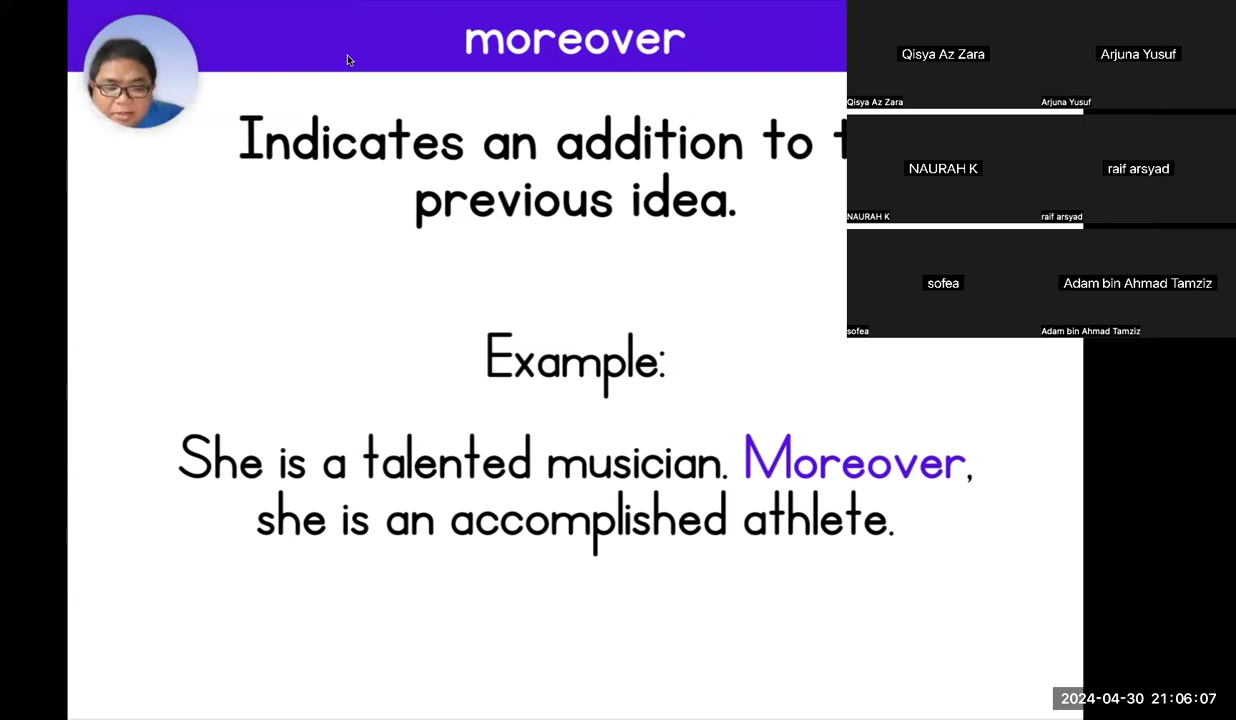 moreover
Indicates an addition to
previous idea.
Example:
She is a talented musician. Moreover,
she is an accomplished athlete.
Qisya Az Zara
Qisya Az Zara
Arjuna Yusuf
Arjuna Yusuf
NAURAH K
NAURAH K
raif arsyad
raif arsyad
sofea
sofea
Adam bin Ahmad Tamziz
Adam bin Ahmad Tamziz
2024-04-30 21:06:07